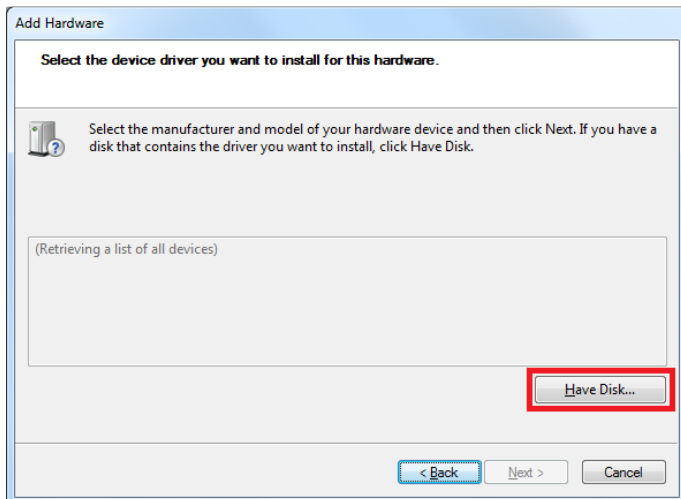 Add Hardware
Select the device driver you want to install for this hardware.
Select the manufacturer and model of your hardware device and then click Next. If you have a
disk that contains the driver you want to install, click Have Disk.
(Retrieving a list of all devices)
Have Disk...
< Back Next > Cancel